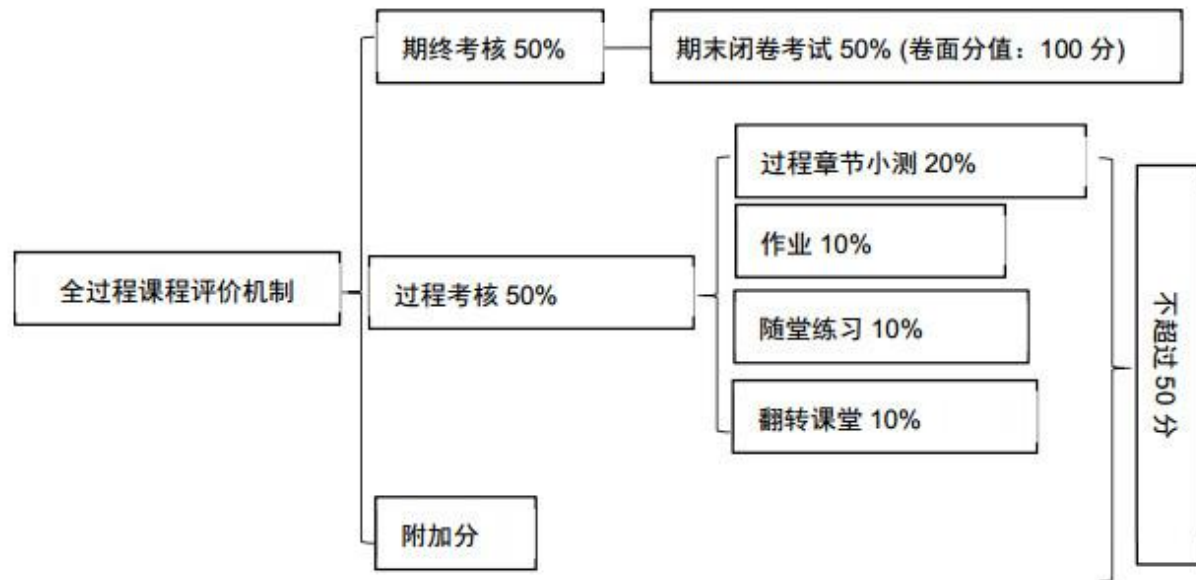 期终考核 50%
期末闭卷考试 50% (卷面分值：100 分)
过程章节小测 20%
作业 10%
全过程课程评价机制
过程考核 50%
随堂练习 10%
翻转课堂 10%
不超过 50 分
附加分